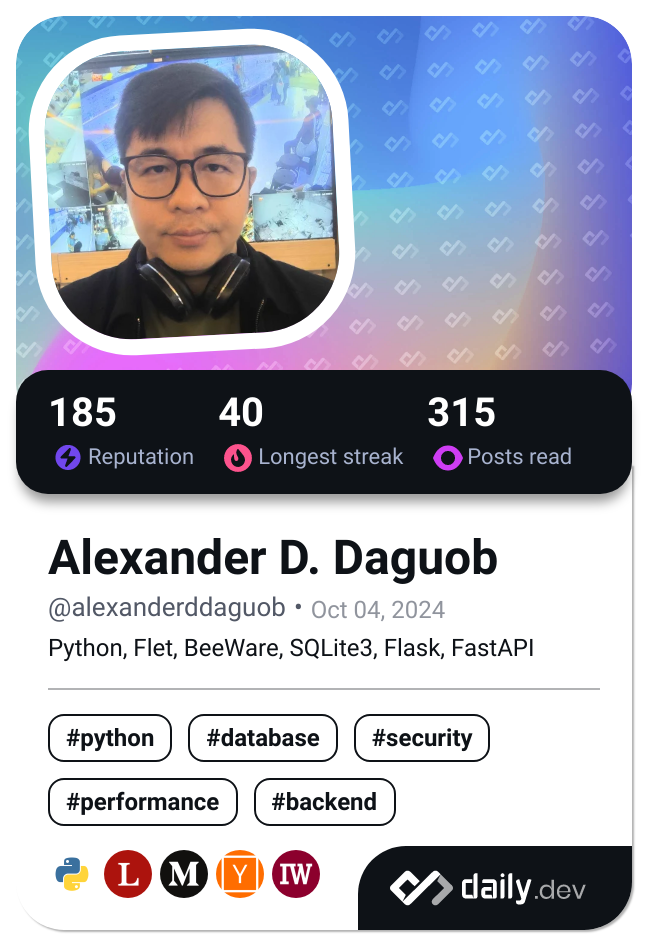 185 40 315
Reputation Longest streak Posts read
Alexander D. Daguob
@alexanderddaguob • Oct 04, 2024
Python, Flet, BeeWare, SQLite3, Flask, FastAPI
#python #database #security
#performance #backend
L M Y IW
daily.dev